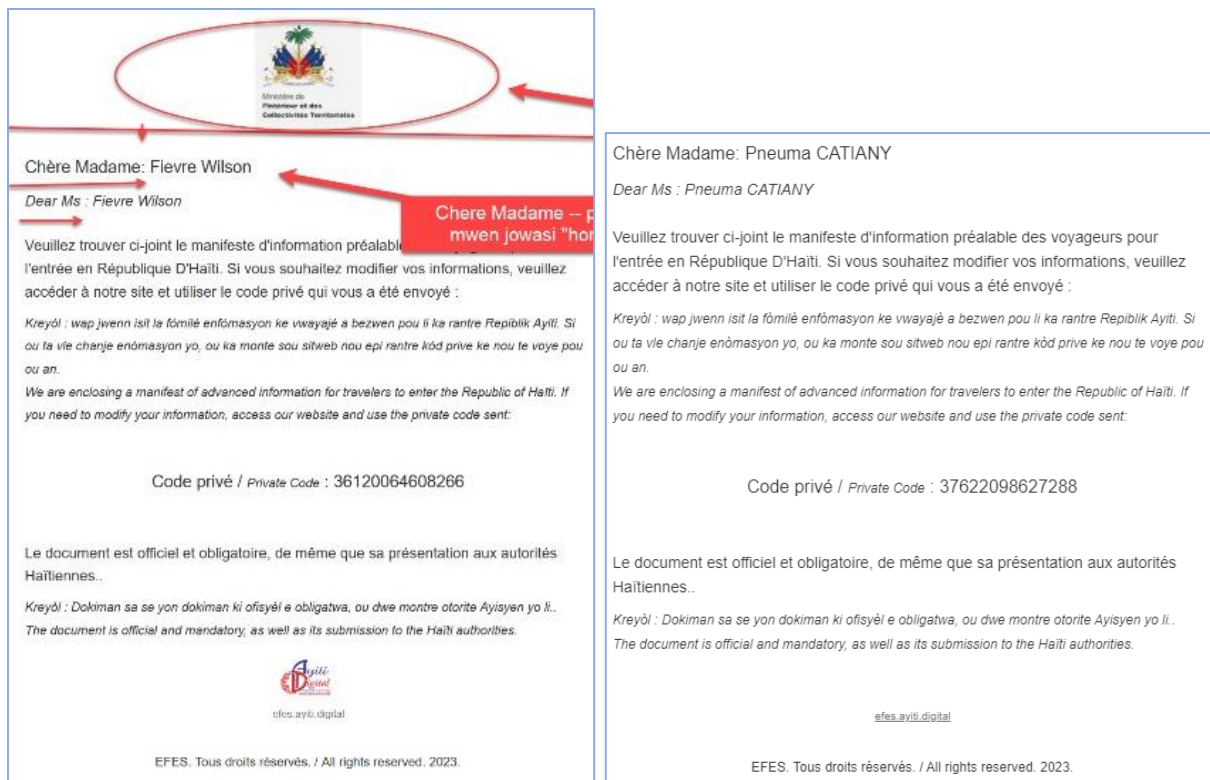 Ministère de
l'Intérieur et des
Collectivités Territoriales
Chère Madame: Fievre Wilson
Dear Ms : Fievre Wilson
Chere Madame -- p
mwen jowasi "hor
Veuillez trouver ci-joint le manifeste d'information préalable
l'entrée en République D'Haïti. Si vous souhaitez modifier vos informations, veuillez
accéder à notre site et utiliser le code privé qui vous a été envoyé :
Kreyòl : wap jwenn isit la fòmilè enfòmasyon ke vwayajè a bezwen pou li ka rantre Repiblik Ayiti. Si
ou ta vle chanje enòmasyon yo, ou ka monte sou sitweb nou epi rantre kòd prive ke nou te voye pou
ou an.
We are enclosing a manifest of advanced information for travelers to enter the Republic of Haïti. If
you need to modify your information, access our website and use the private code sent:
Code privé / Private Code : 36120064608266
Le document est officiel et obligatoire, de même que sa présentation aux autorités
Haïtiennes..
Kreyòl : Dokiman sa se yon dokiman ki ofisyèl e obligatwa, ou dwe montre otorite Ayisyen yo li..
The document is official and mandatory, as well as its submission to the Haïti authorities.
Ayiti
Digital
efes.ayiti.digital
EFES. Tous droits réservés. / All rights reserved. 2023.
Chère Madame: Pneuma CATIANY
Dear Ms : Pneuma CATIANY
Veuillez trouver ci-joint le manifeste d'information préalable des voyageurs pour
l'entrée en République D'Haïti. Si vous souhaitez modifier vos informations, veuillez
accéder à notre site et utiliser le code privé qui vous a été envoyé :
Kreyòl : wap jwenn isit la fòmilè enfòmasyon ke vwayajè a bezwen pou li ka rantre Repiblik Ayiti. Si
ou ta vle chanje enòmasyon yo, ou ka monte sou sitweb nou epi rantre kòd prive ke nou te voye pou
ou an.
We are enclosing a manifest of advanced information for travelers to enter the Republic of Haïti. If
you need to modify your information, access our website and use the private code sent:
Code privé / Private Code : 37622098627288
Le document est officiel et obligatoire, de même que sa présentation aux autorités
Haïtiennes..
Kreyòl : Dokiman sa se yon dokiman ki ofisyèl e obligatwa, ou dwe montre otorite Ayisyen yo li..
The document is official and mandatory, as well as its submission to the Haïti authorities.
efes.ayiti.digital
EFES. Tous droits réservés. / All rights reserved. 2023.